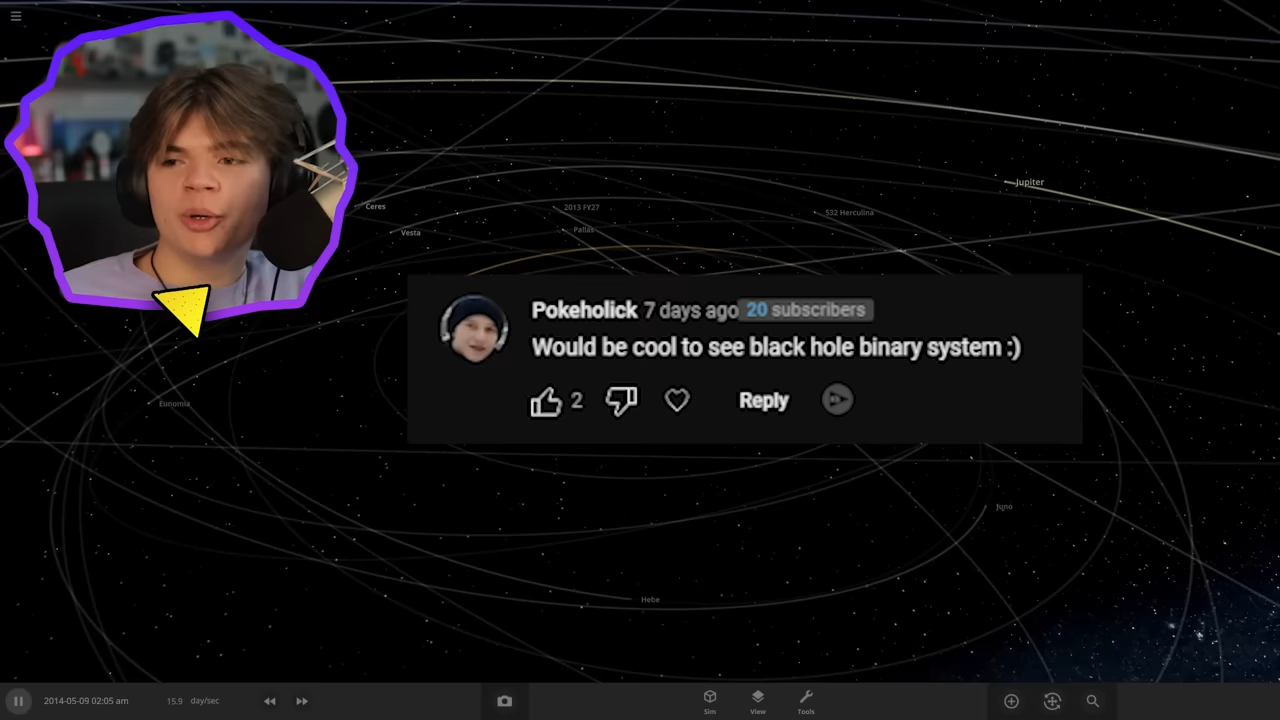 Jupiter
Ceres
2013 FY27
532 Herculina
Pallas
Vesta
Pokeholick 7 days ago 20 subscribers
Would be cool to see black hole binary system :)
2 Reply
Eunomia
Juno
Hebe
2014-05-09 02:05 am 15.9 day/sec
Sim View Tools